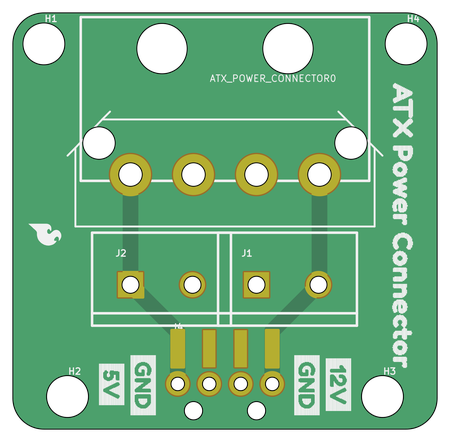 H1
H4
ATX_POWER_CONNECTOR0
ATX Power Connector
J2
J1
J4
H2
5V
GND
GND
12V
H3